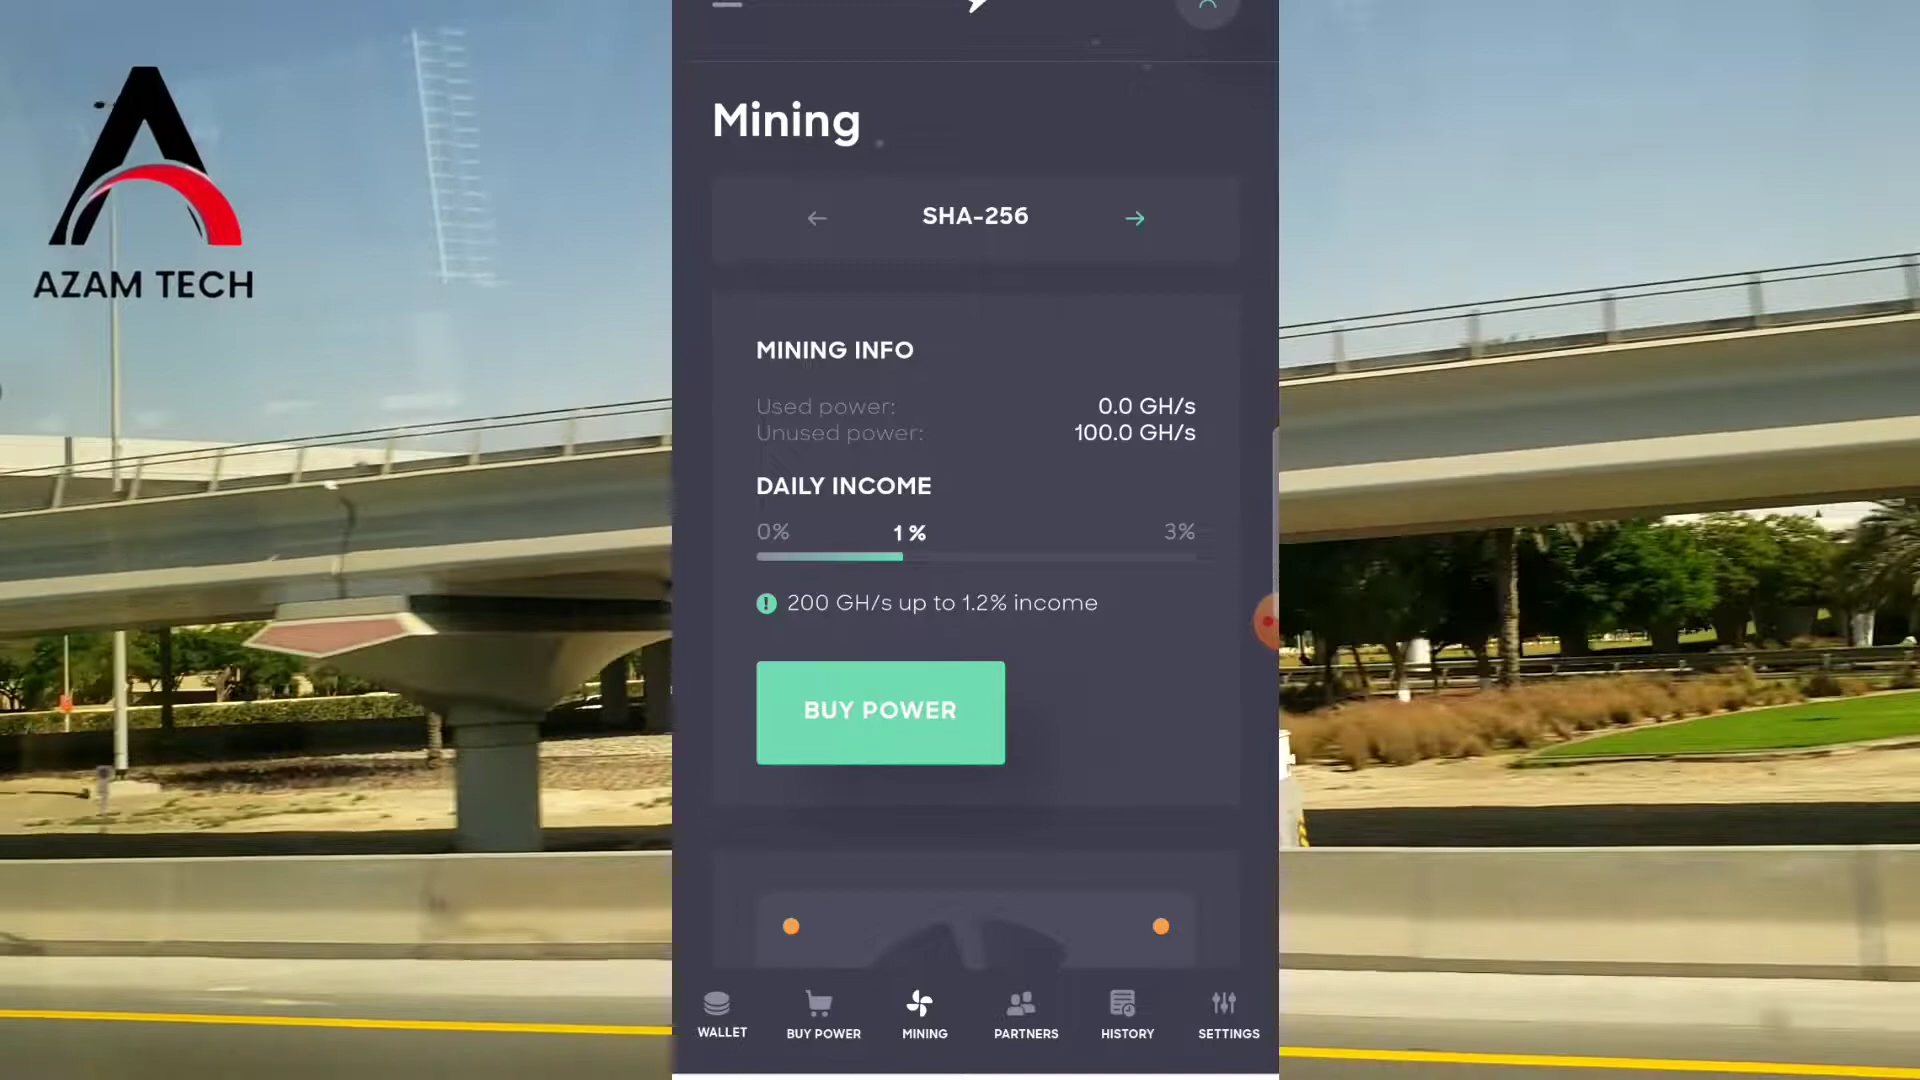 AZAM TECH
Mining
SHA-256
MINING INFO
Used power: 0.0 GH/s
Unused power: 100.0 GH/s
DAILY INCOME
0% 1 % 3%
200 GH/s up to 1.2% income
BUY POWER
WALLET BUY POWER MINING PARTNERS HISTORY SETTINGS